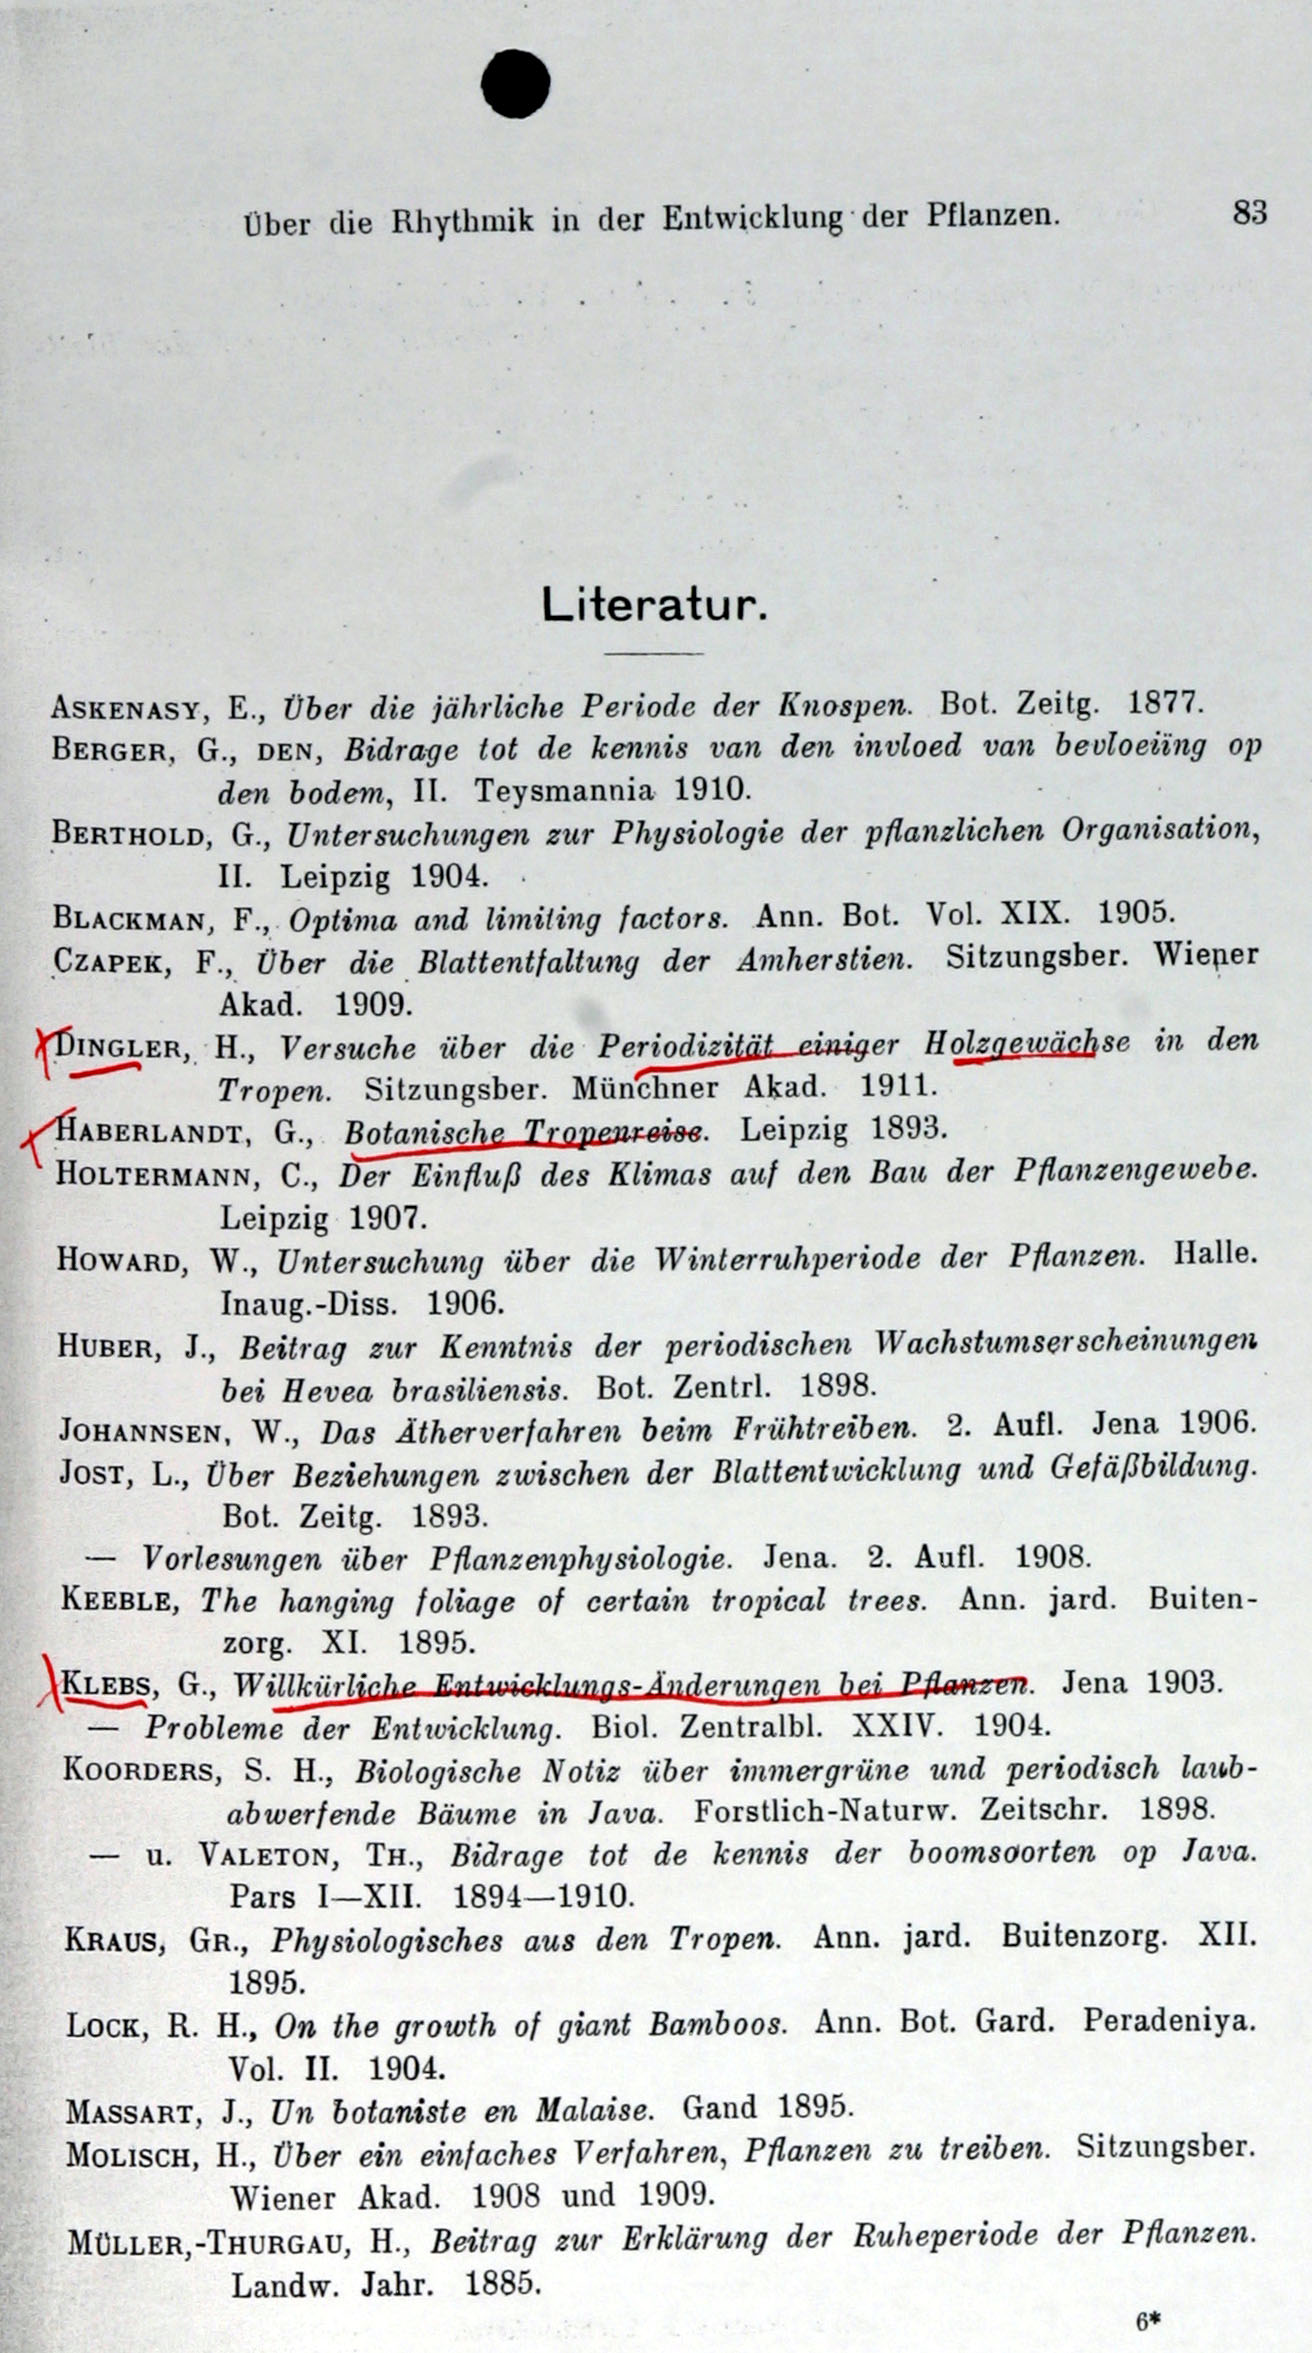 Über die Rhythmik in der Entwicklung der Pflanzen. 83
Literatur.
ASKENASY, E., Über die jährliche Periode der Knospen. Bot. Zeitg. 1877.
BERGER, G., DEN, Bidrage tot de kennis van den invloed van bevloeiïng op
den bodem, II. Teysmannia 1910.
BERTHOLD, G., Untersuchungen zur Physiologie der pflanzlichen Organisation,
II. Leipzig 1904.
BLACKMAN, F., Optima and limiting factors. Ann. Bot. Vol. XIX. 1905.
CZAPEK, F., Über die Blattentfaltung der Amherstien. Sitzungsber. Wiener
Akad. 1909.
DINGLER, H., Versuche über die Periodizität einiger Holzgewächse in den
Tropen. Sitzungsber. Münchner Akad. 1911.
HABERLANDT, G., Botanische Tropenreise. Leipzig 1893.
HOLTERMANN, C., Der Einfluß des Klimas auf den Bau der Pflanzengewebe.
Leipzig 1907.
HOWARD, W., Untersuchung über die Winterruhperiode der Pflanzen. Halle.
Inaug.-Diss. 1906.
HUBER, J., Beitrag zur Kenntnis der periodischen Wachstumserscheinungen
bei Hevea brasiliensis. Bot. Zentrl. 1898.
JOHANNSEN, W., Das Ätherverfahren beim Frühtreiben. 2. Aufl. Jena 1906.
JOST, L., Über Beziehungen zwischen der Blattentwicklung und Gefäßbildung.
Bot. Zeitg. 1893.
— Vorlesungen über Pflanzenphysiologie. Jena. 2. Aufl. 1908.
KEEBLE, The hanging foliage of certain tropical trees. Ann. jard. Buiten-
zorg. XI. 1895.
KLEBS, G., Willkürliche Entwicklungs-Änderungen bei Pflanzen. Jena 1903.
— Probleme der Entwicklung. Biol. Zentralbl. XXIV. 1904.
KOORDERS, S. H., Biologische Notiz über immergrüne und periodisch laub-
abwerfende Bäume in Java. Forstlich-Naturw. Zeitschr. 1898.
— u. VALETON, TH., Bidrage tot de kennis der boomsoorten op Java.
Pars I—XII. 1894—1910.
KRAUS, GR., Physiologisches aus den Tropen. Ann. jard. Buitenzorg. XII.
1895.
LOCK, R. H., On the growth of giant Bamboos. Ann. Bot. Gard. Peradeniya.
Vol. II. 1904.
MASSART, J., Un botaniste en Malaise. Gand 1895.
MOLISCH, H., Über ein einfaches Verfahren, Pflanzen zu treiben. Sitzungsber.
Wiener Akad. 1908 und 1909.
MÜLLER,-THURGAU, H., Beitrag zur Erklärung der Ruheperiode der Pflanzen.
Landw. Jahr. 1885.
6*